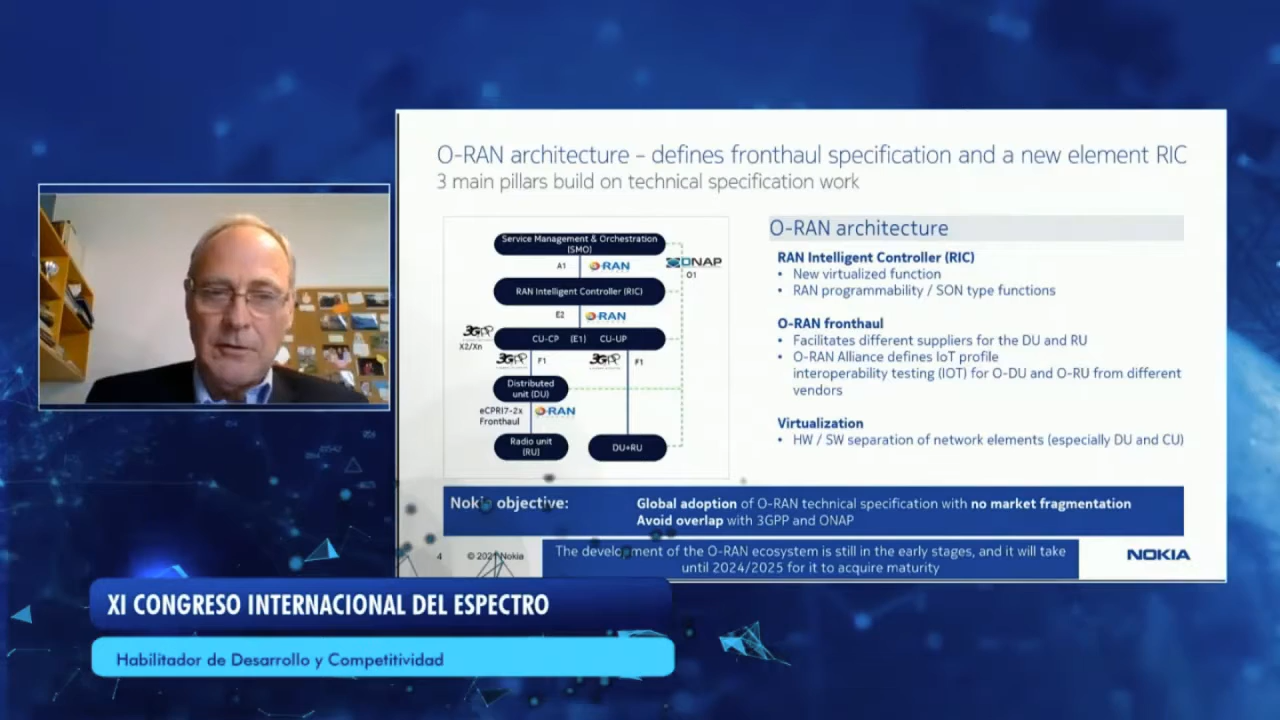 O-RAN architecture – defines fronthaul specification and a new element RIC
3 main pillars build on technical specification work
Service Management & Orchestration
(SMO)
A1
RAN
ONAP
O1
RAN Intelligent Controller (RIC)
E2
RAN
3GPP
X2/Xn
CU-CP (E1) CU-UP
3GPP
F1
3GPP
F1
Distributed
unit (DU)
eCPRI7-2x
Fronthaul
RAN
Radio unit
(RU)
DU+RU
O-RAN architecture
RAN Intelligent Controller (RIC)
• New virtualized function
• RAN programmability / SON type functions
O-RAN fronthaul
• Facilitates different suppliers for the DU and RU
• O-RAN Alliance defines IoT profile
interoperability testing (IOT) for O-DU and O-RU from different
vendors
Virtualization
• HW / SW separation of network elements (especially DU and CU)
Nokia objective:
Global adoption of O-RAN technical specification with no market fragmentation
Avoid overlap with 3GPP and ONAP
4
© 2021 Nokia
The development of the O-RAN ecosystem is still in the early stages, and it will take
until 2024/2025 for it to acquire maturity
NOKIA
XI CONGRESO INTERNACIONAL DEL ESPECTRO
Habilitador de Desarrollo y Competitividad